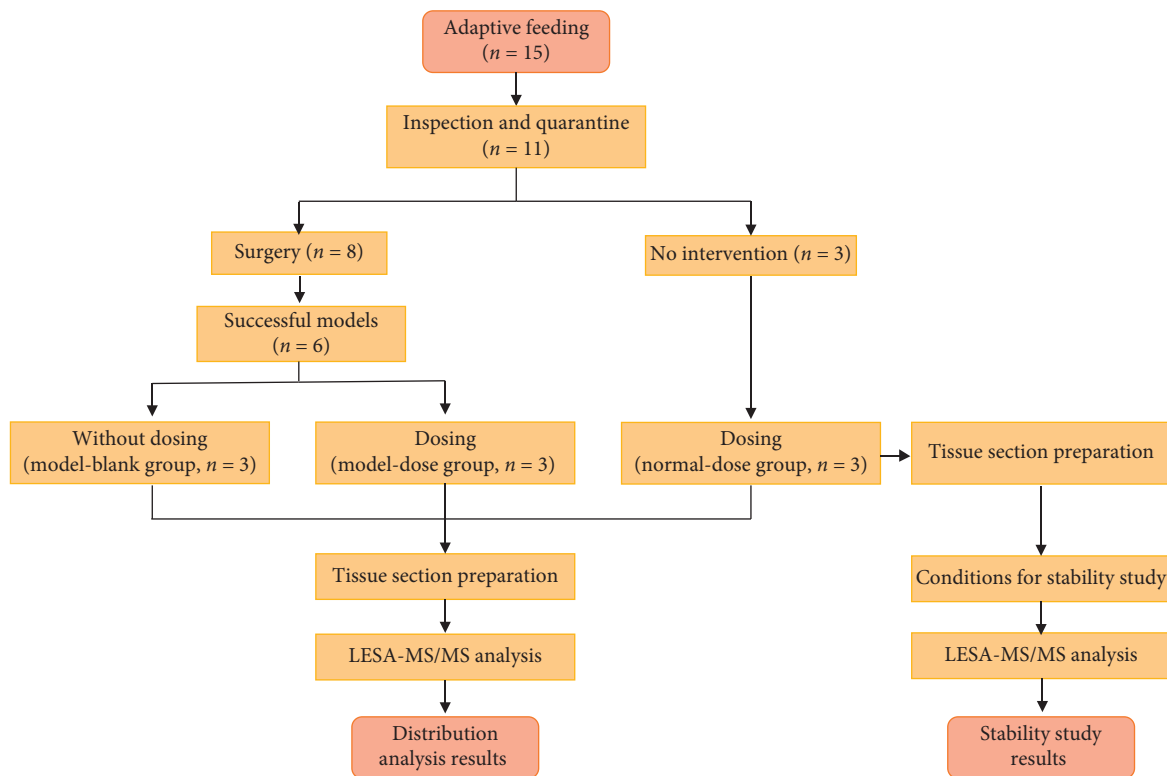 Adaptive feeding
(n = 15)
Inspection and quarantine
(n = 11)
Surgery (n = 8)
No intervention (n = 3)
Successful models
(n = 6)
Without dosing
(model-blank group, n = 3)
Dosing
(model-dose group, n = 3)
Dosing
(normal-dose group, n = 3)
Tissue section preparation
Tissue section preparation
Conditions for stability study
LESA-MS/MS analysis
LESA-MS/MS analysis
Distribution
analysis results
Stability study
results